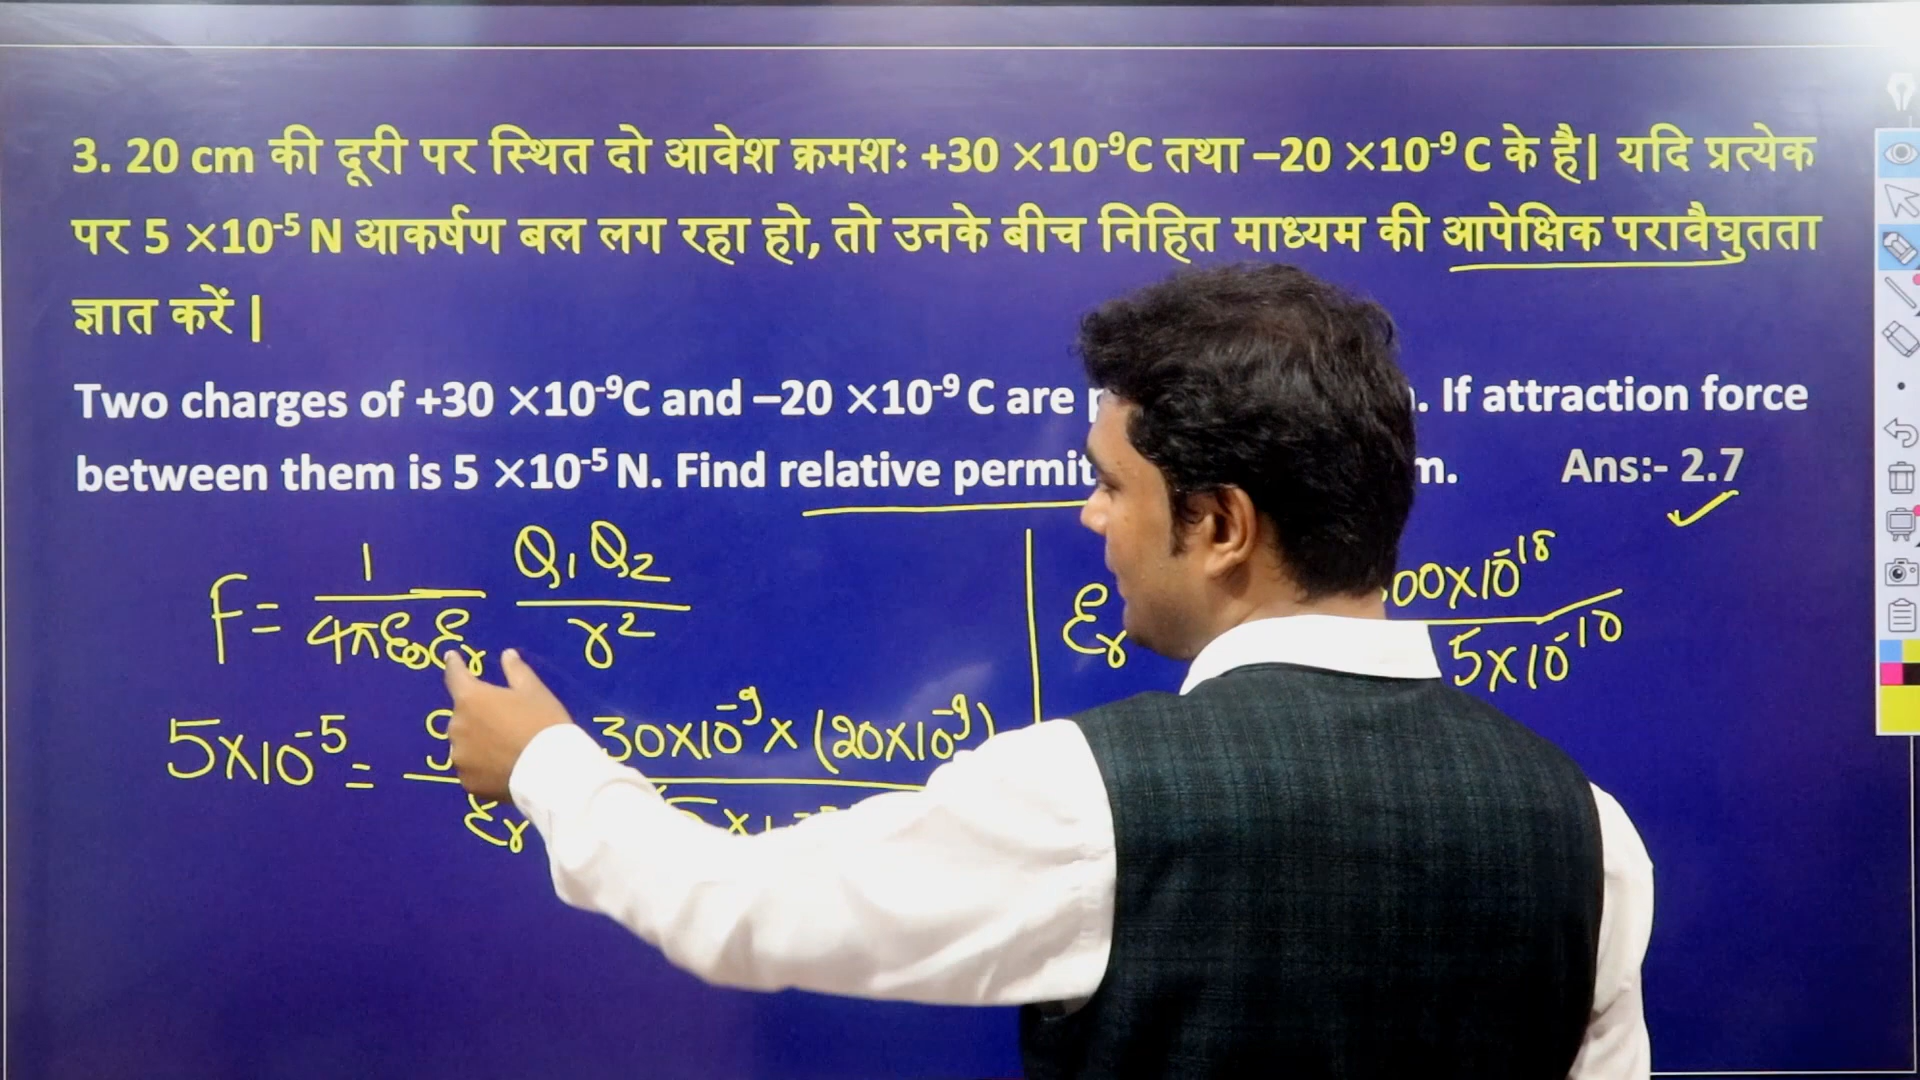 3. 20 cm की दूरी पर स्थित दो आवेश क्रमशः +30 ×10⁻⁹C तथा –20 ×10⁻⁹ C के है| यदि प्रत्येक
पर 5 ×10⁻⁵ N आकर्षण बल लग रहा हो, तो उनके बीच निहित माध्यम की आपेक्षिक परावैघुतता
ज्ञात करें |
Two charges of +30 ×10⁻⁹C and –20 ×10⁻⁹ C are . If attraction force
between them is 5 ×10⁻⁵ N. Find relative Ans:- 2.7
F = 1 / 4πε₀εᵣ Q₁Q₂ / r²
5×10⁻⁵ = / εᵣ 30×10⁻⁹ × (20×10⁻⁹)
εᵣ 00×10⁻¹⁸ / 5×10⁻¹⁰